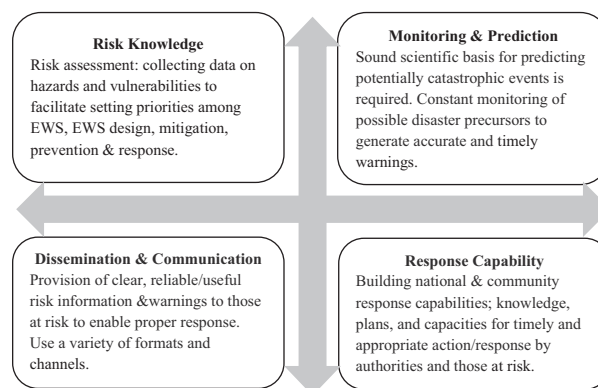 Risk Knowledge
Risk assessment: collecting data on
hazards and vulnerabilities to
facilitate setting priorities among
EWS, EWS design, mitigation,
prevention & response.
Monitoring & Prediction
Sound scientific basis for predicting
potentially catastrophic events is
required. Constant monitoring of
possible disaster precursors to
generate accurate and timely
warnings.
Dissemination & Communication
Provision of clear, reliable/useful
risk information &warnings to those
at risk to enable proper response.
Use a variety of formats and
channels.
Response Capability
Building national & community
response capabilities; knowledge,
plans, and capacities for timely and
appropriate action/response by
authorities and those at risk.